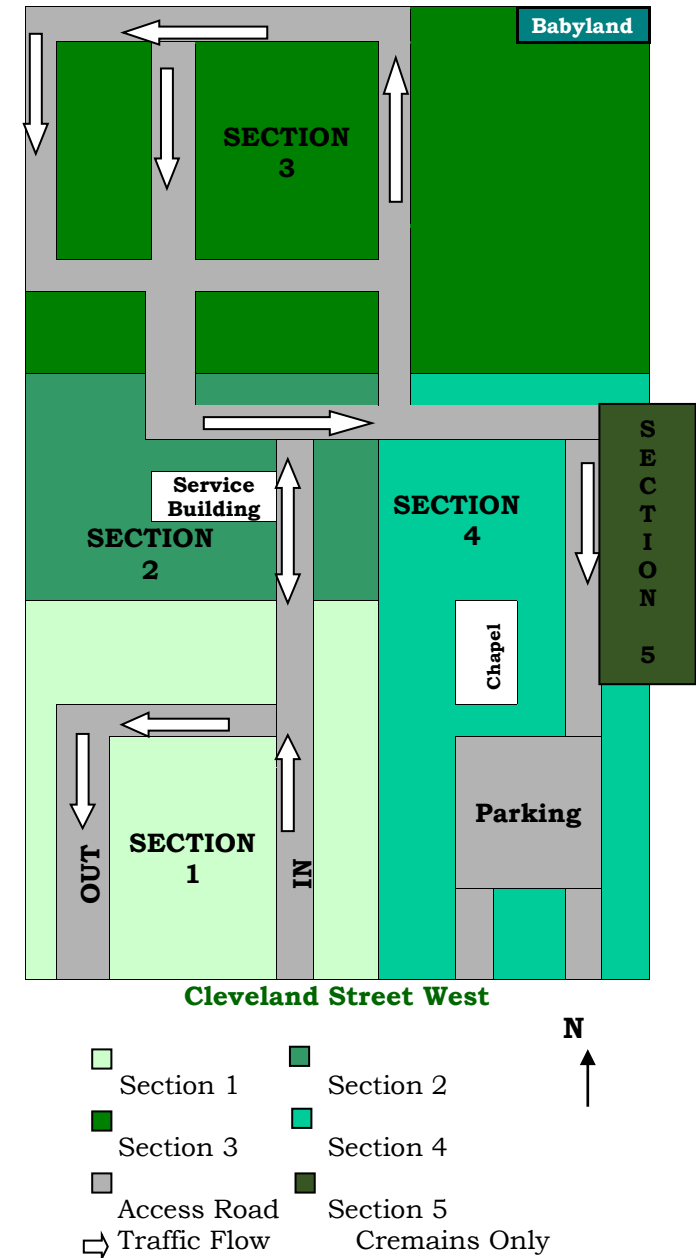 Babyland
SECTION
3
Service
Building
SECTION
2
SECTION
4
S
E
C
T
I
O
N
5
Chapel
Parking
SECTION
1
OUT
IN
Cleveland Street West
N
Section 1
Section 2
Section 3
Section 4
Access Road
Section 5
Traffic Flow
Cremains Only